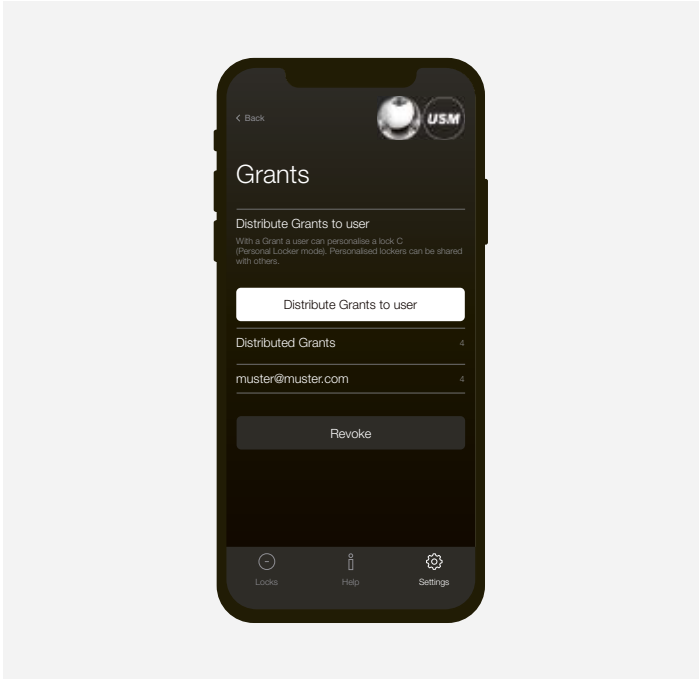 Back
USM
Grants
Distribute Grants to user
With a Grant a user can personalise a lock C
(Personal Locker mode). Personalised lockers can be shared
with others.
Distribute Grants to user
Distributed Grants 4
muster@muster.com 4
Revoke
Locks Help Settings